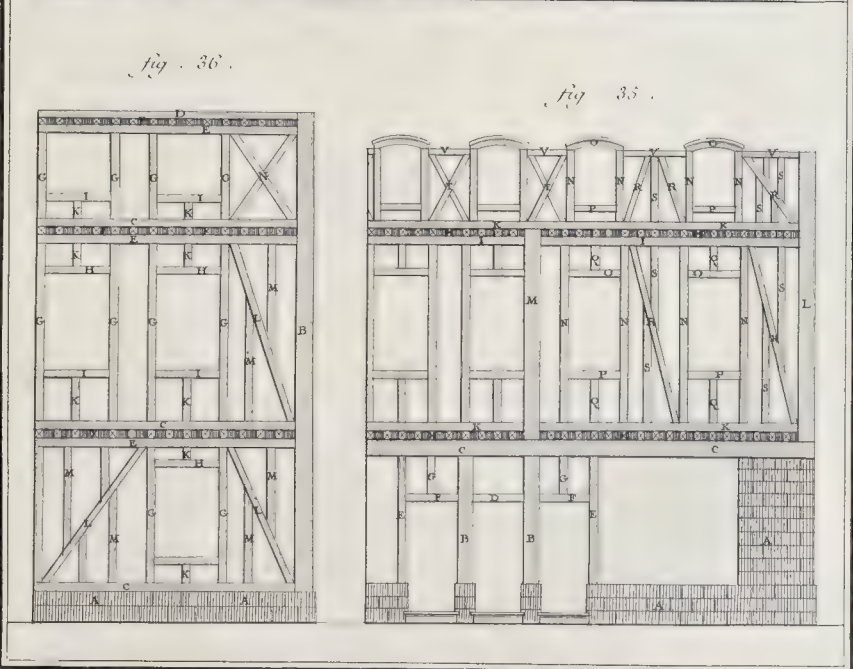 fig. 36.
fig 35.
D
E
G G G G N
I I
K K
C
E
K K
H H
G G G G L M B
M
I I
K K
C
E
K
M H M
G G
L L
M M
K
C
A A
V V O V O V
T T N N R S R N N S R
P P S
K K
I I
Q Q
O O
M S S L
N N R N N R
P P
S S
Q Q
K K
C C
G G
F D F
E E
B B A
A